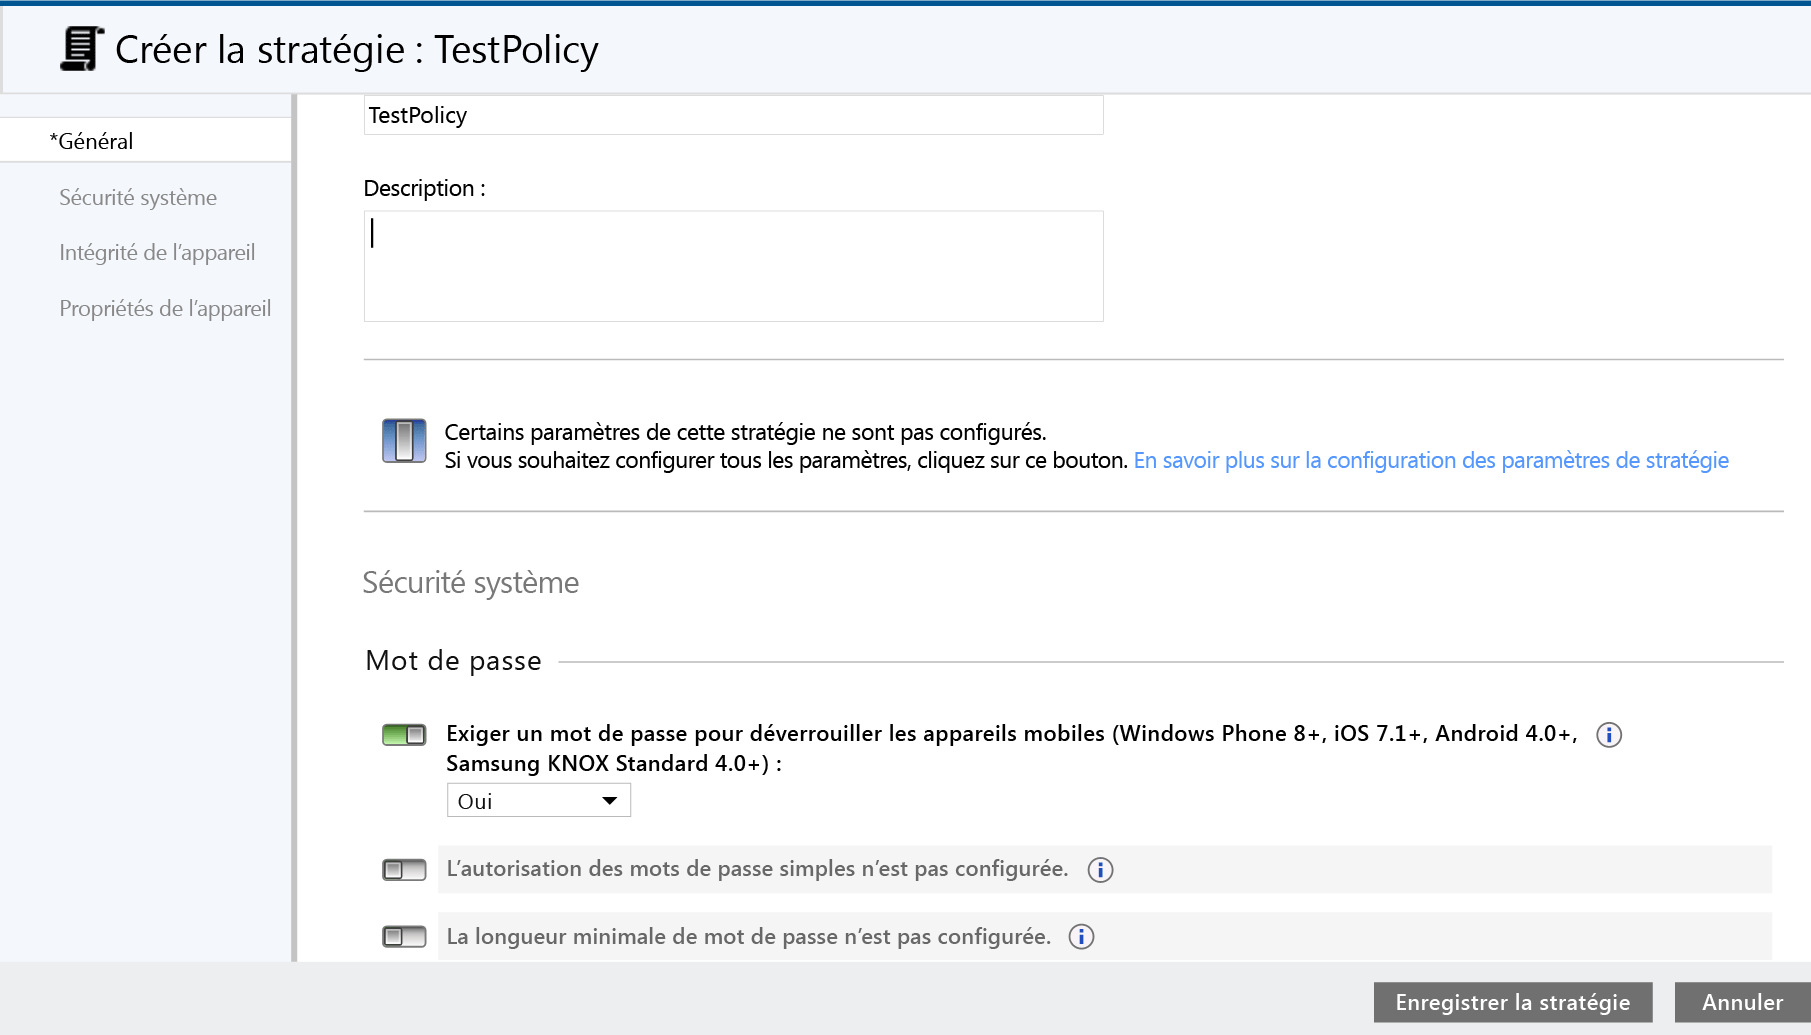 Créer la stratégie : TestPolicy
*Général
Sécurité système
Intégrité de l’appareil
Propriétés de l’appareil
TestPolicy
Description :
Certains paramètres de cette stratégie ne sont pas configurés.
Si vous souhaitez configurer tous les paramètres, cliquez sur ce bouton. En savoir plus sur la configuration des paramètres de stratégie
Sécurité système
Mot de passe
Exiger un mot de passe pour déverrouiller les appareils mobiles (Windows Phone 8+, iOS 7.1+, Android 4.0+,
Samsung KNOX Standard 4.0+) :
Oui
L’autorisation des mots de passe simples n’est pas configurée.
La longueur minimale de mot de passe n’est pas configurée.
Enregistrer la stratégie
Annuler